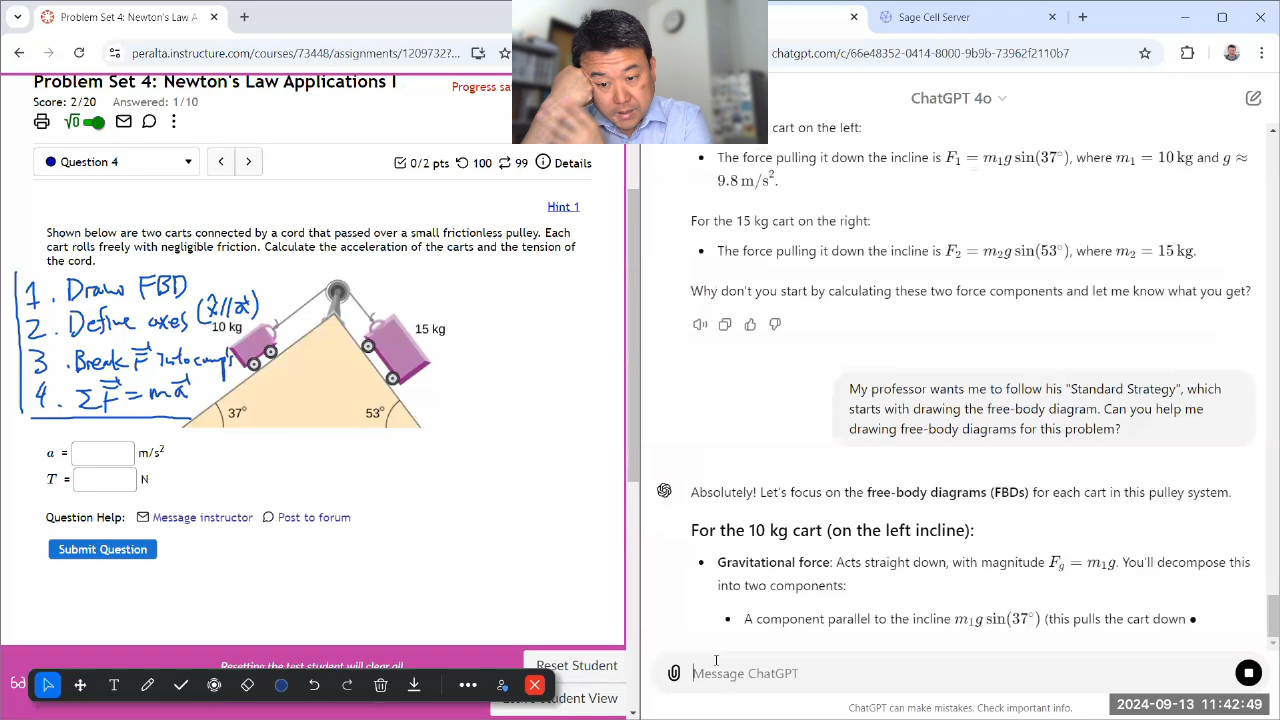 Problem Set 4: Newton's Law A
Sage Cell Server
peralta.instructure.com/courses/73448/assignments/12097327...
chatgpt.com/c/66e48352-0414-8000-9b9b-73962f2110b7
Problem Set 4: Newton's Law Applications I
Score: 2/20 Answered: 1/10
Progress sa
√0
Question 4
0/2 pts 100 99 Details
Hint 1
Shown below are two carts connected by a cord that passed over a small frictionless pulley. Each
cart rolls freely with negligible friction. Calculate the acceleration of the carts and the tension of
the cord.
1. Draw FBD
2. Define axes (x̂//a⃗)
3. Break F⃗ into comp's
4. ΣF⃗ = ma⃗
10 kg
15 kg
37°
53°
a = m/s²
T = N
Question Help: Message instructor Post to forum
Submit Question
Resetting the test student will clear all
Reset Student
Leave Student View
ChatGPT 4o
cart on the left:
• The force pulling it down the incline is F₁ = m₁g sin(37°), where m₁ = 10 kg and g ≈
9.8 m/s².
For the 15 kg cart on the right:
• The force pulling it down the incline is F₂ = m₂g sin(53°), where m₂ = 15 kg.
Why don't you start by calculating these two force components and let me know what you get?
My professor wants me to follow his "Standard Strategy", which
starts with drawing the free-body diagram. Can you help me
drawing free-body diagrams for this problem?
Absolutely! Let's focus on the free-body diagrams (FBDs) for each cart in this pulley system.
For the 10 kg cart (on the left incline):
• Gravitational force: Acts straight down, with magnitude F_g = m₁g. You'll decompose this
into two components:
• A component parallel to the incline m₁g sin(37°) (this pulls the cart down
Message ChatGPT
ChatGPT can make mistakes. Check important info.
2024-09-13 11:42:49